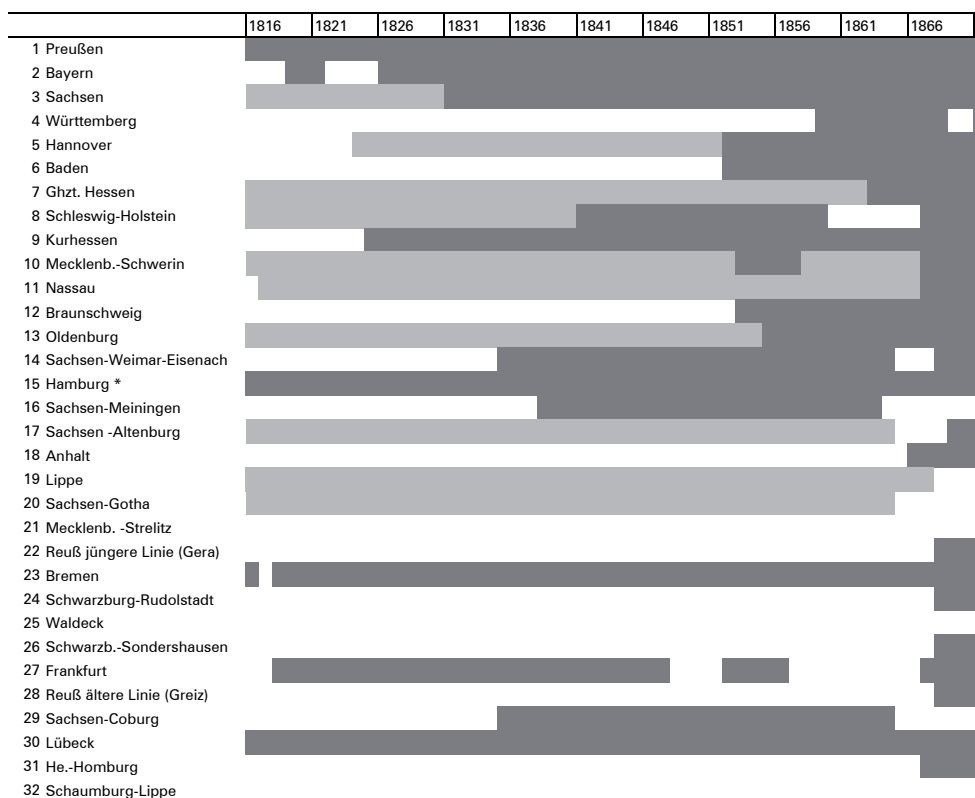 1816 1821 1826 1831 1836 1841 1846 1851 1856 1861 1866
1 Preußen
2 Bayern
3 Sachsen
4 Württemberg
5 Hannover
6 Baden
7 Ghzt. Hessen
8 Schleswig-Holstein
9 Kurhessen
10 Mecklenb.-Schwerin
11 Nassau
12 Braunschweig
13 Oldenburg
14 Sachsen-Weimar-Eisenach
15 Hamburg *
16 Sachsen-Meiningen
17 Sachsen -Altenburg
18 Anhalt
19 Lippe
20 Sachsen-Gotha
21 Mecklenb. -Strelitz
22 Reuß jüngere Linie (Gera)
23 Bremen
24 Schwarzburg-Rudolstadt
25 Waldeck
26 Schwarzb.-Sondershausen
27 Frankfurt
28 Reuß ältere Linie (Greiz)
29 Sachsen-Coburg
30 Lübeck
31 He.-Homburg
32 Schaumburg-Lippe